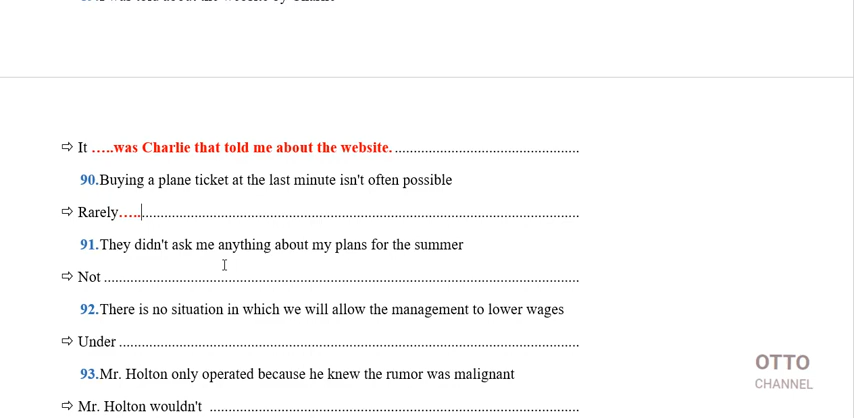 ⇨ It …..was Charlie that told me about the website. ................................................
90.Buying a plane ticket at the last minute isn't often possible
⇨ Rarely…..................................................................................................................
91.They didn't ask me anything about my plans for the summer
⇨ Not .............................................................................................................................
92.There is no situation in which we will allow the management to lower wages
⇨ Under .........................................................................................................................
93.Mr. Holton only operated because he knew the rumor was malignant
⇨ Mr. Holton wouldn't ..................................................................................................
OTTO
CHANNEL